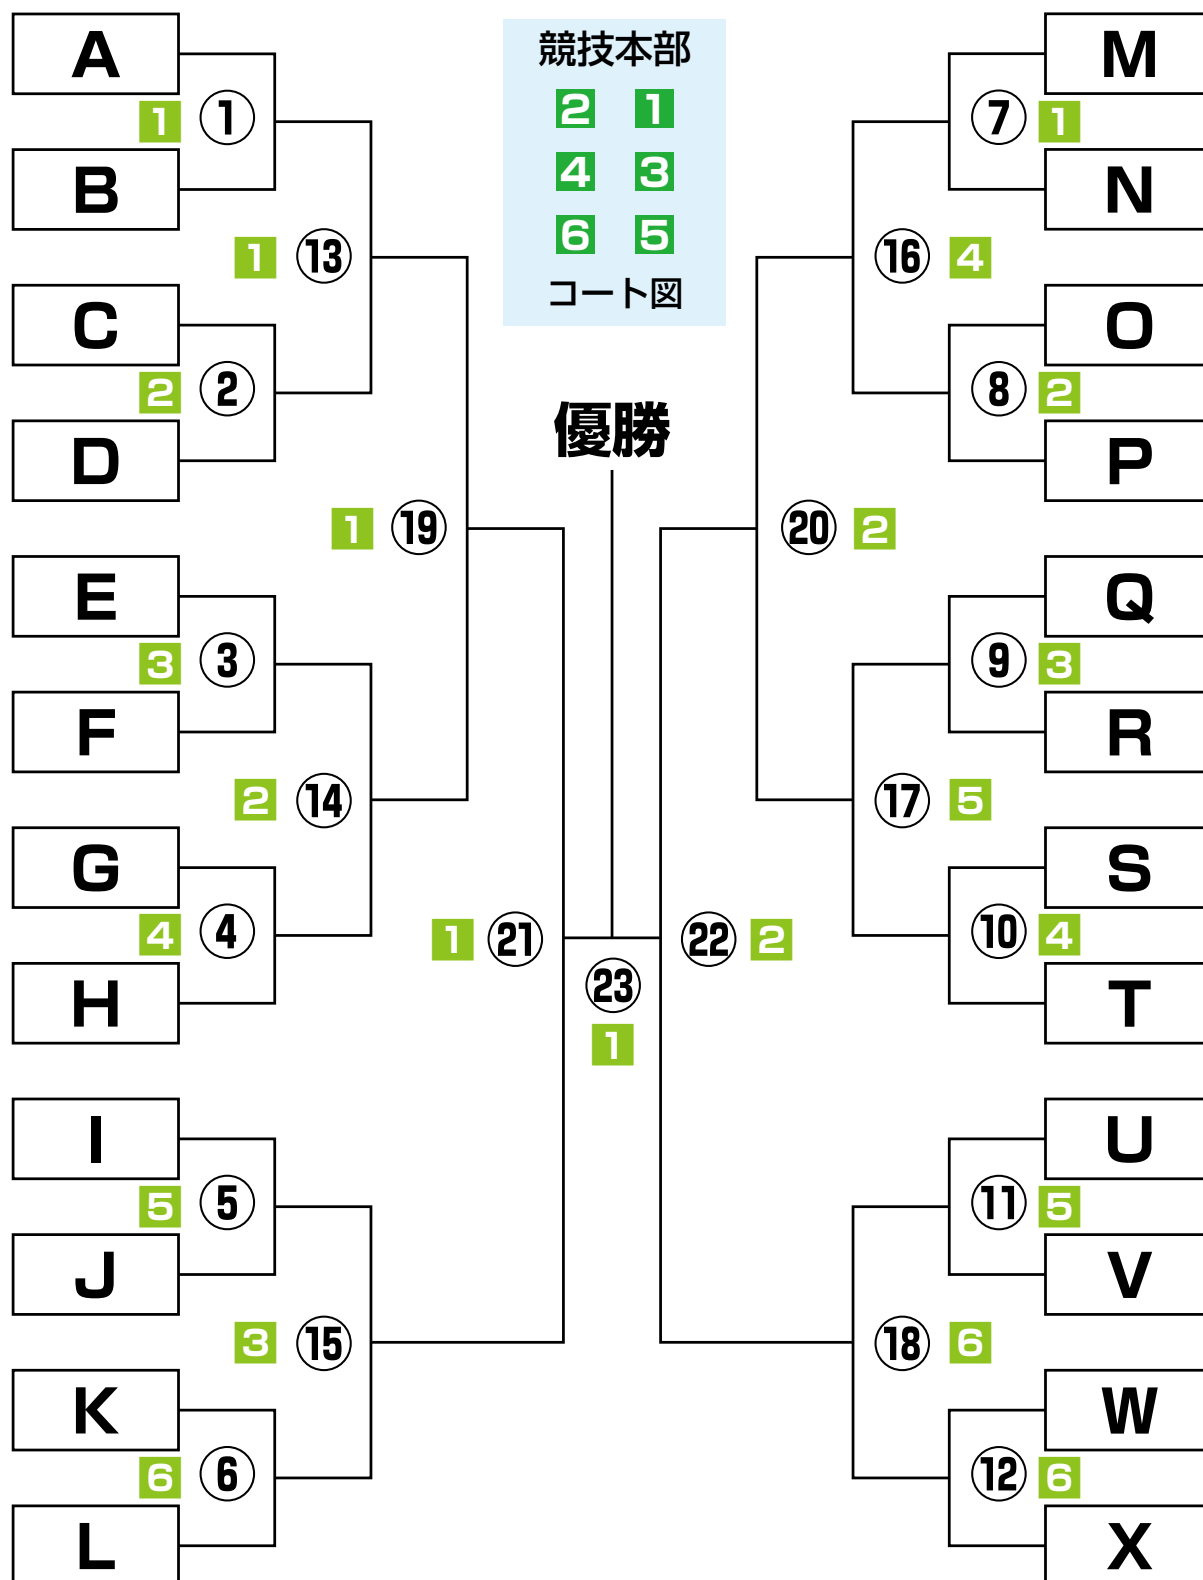 A
1 ①
B
1 ⑬
C
2 ②
D
1 ⑲
E
3 ③
F
2 ⑭
G
4 ④
H
1 ㉑
I
5 ⑤
J
3 ⑮
K
6 ⑥
L
競技本部
2 1
4 3
6 5
コート図
優勝
㉓
1
M
⑦ 1
N
⑯ 4
O
⑧ 2
P
⑳ 2
Q
⑨ 3
R
⑰ 5
S
⑩ 4
T
㉒ 2
U
⑪ 5
V
⑱ 6
W
⑫ 6
X